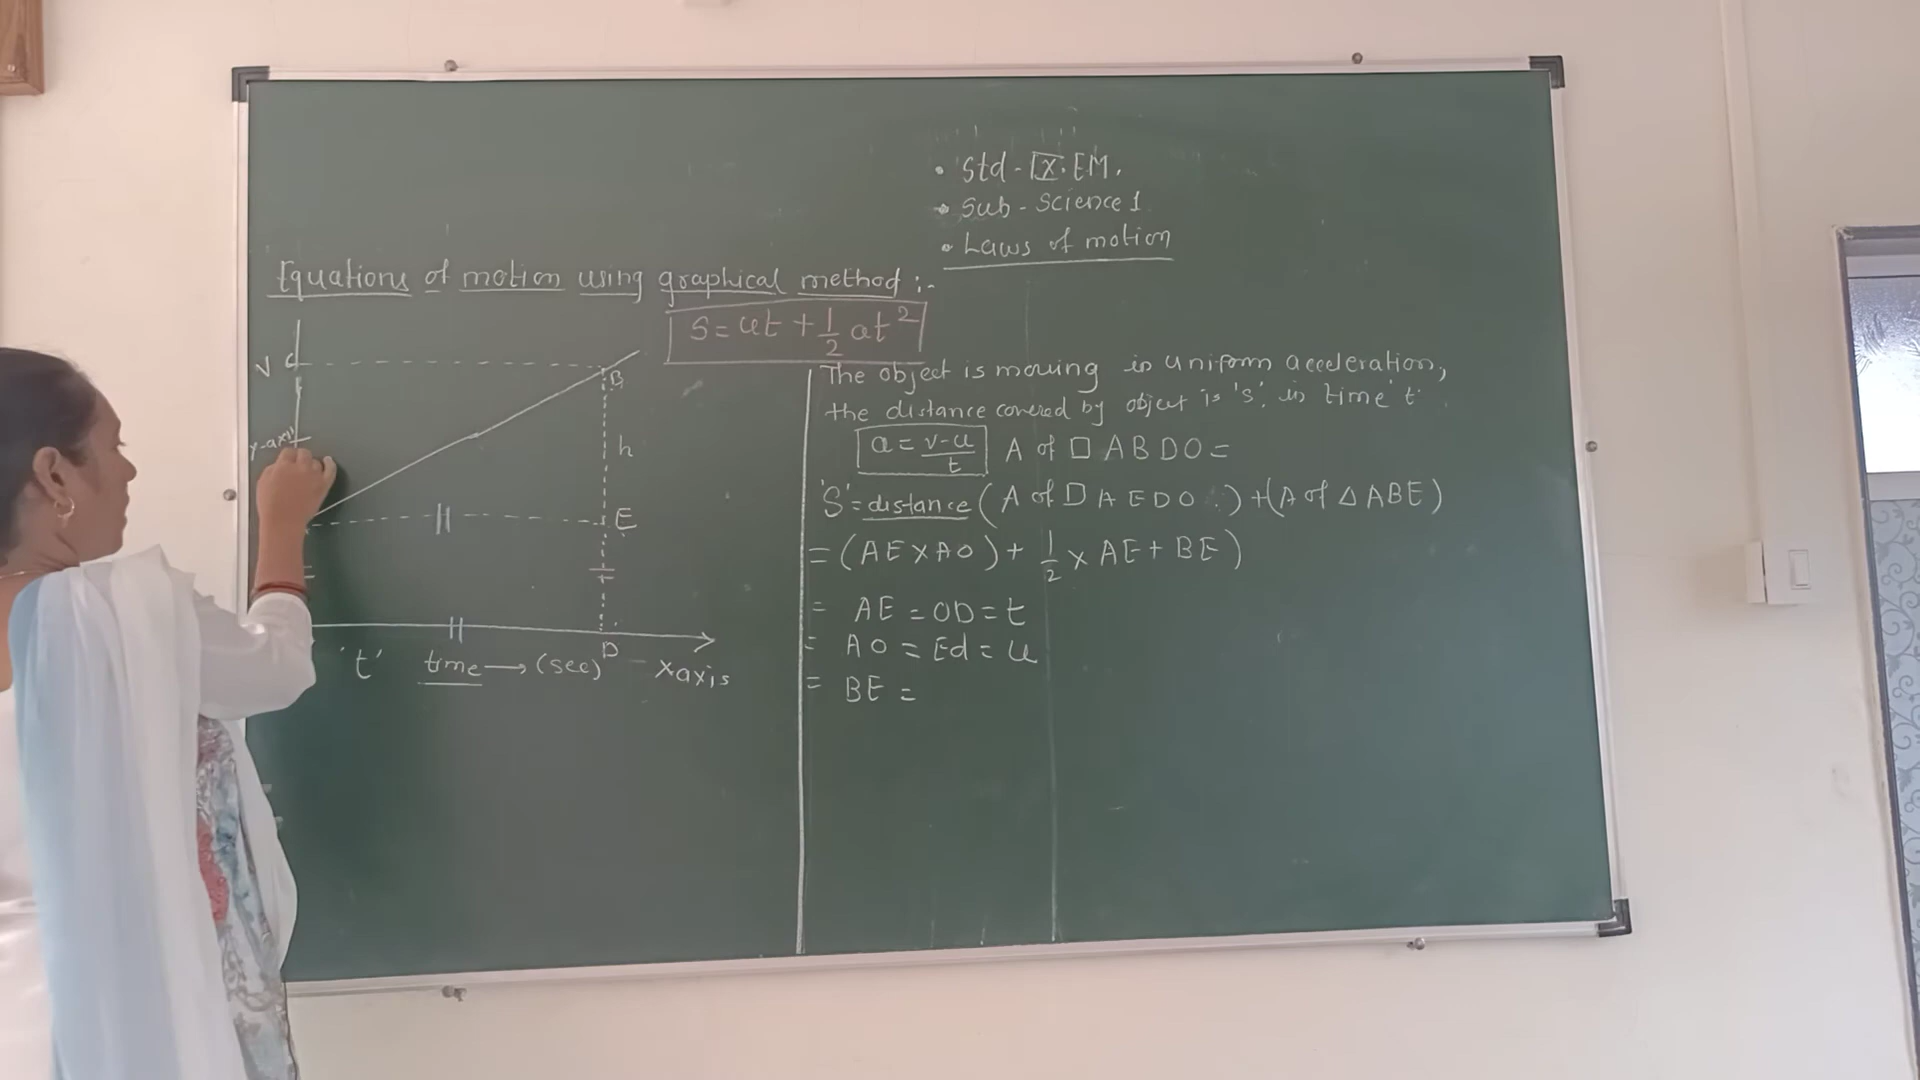 • Std - IX. EM.
• Sub - Science 1
• Laws of motion
Equations of motion using graphical method :-
S = ut + 1/2 at²
V C
B
y-axis
h
E
D
't' time → (sec) - x axis
The object is moving in uniform acceleration,
the distance covered by object is 's'. in time 't'.
a = v-u/t A of □ ABDO =
'S' = distance (A of □ AEDO) + (A of △ ABE)
= (AE × AO) + 1/2 × AE + BE)
= AE = OD = t
= AO = Ed = u
= BE =